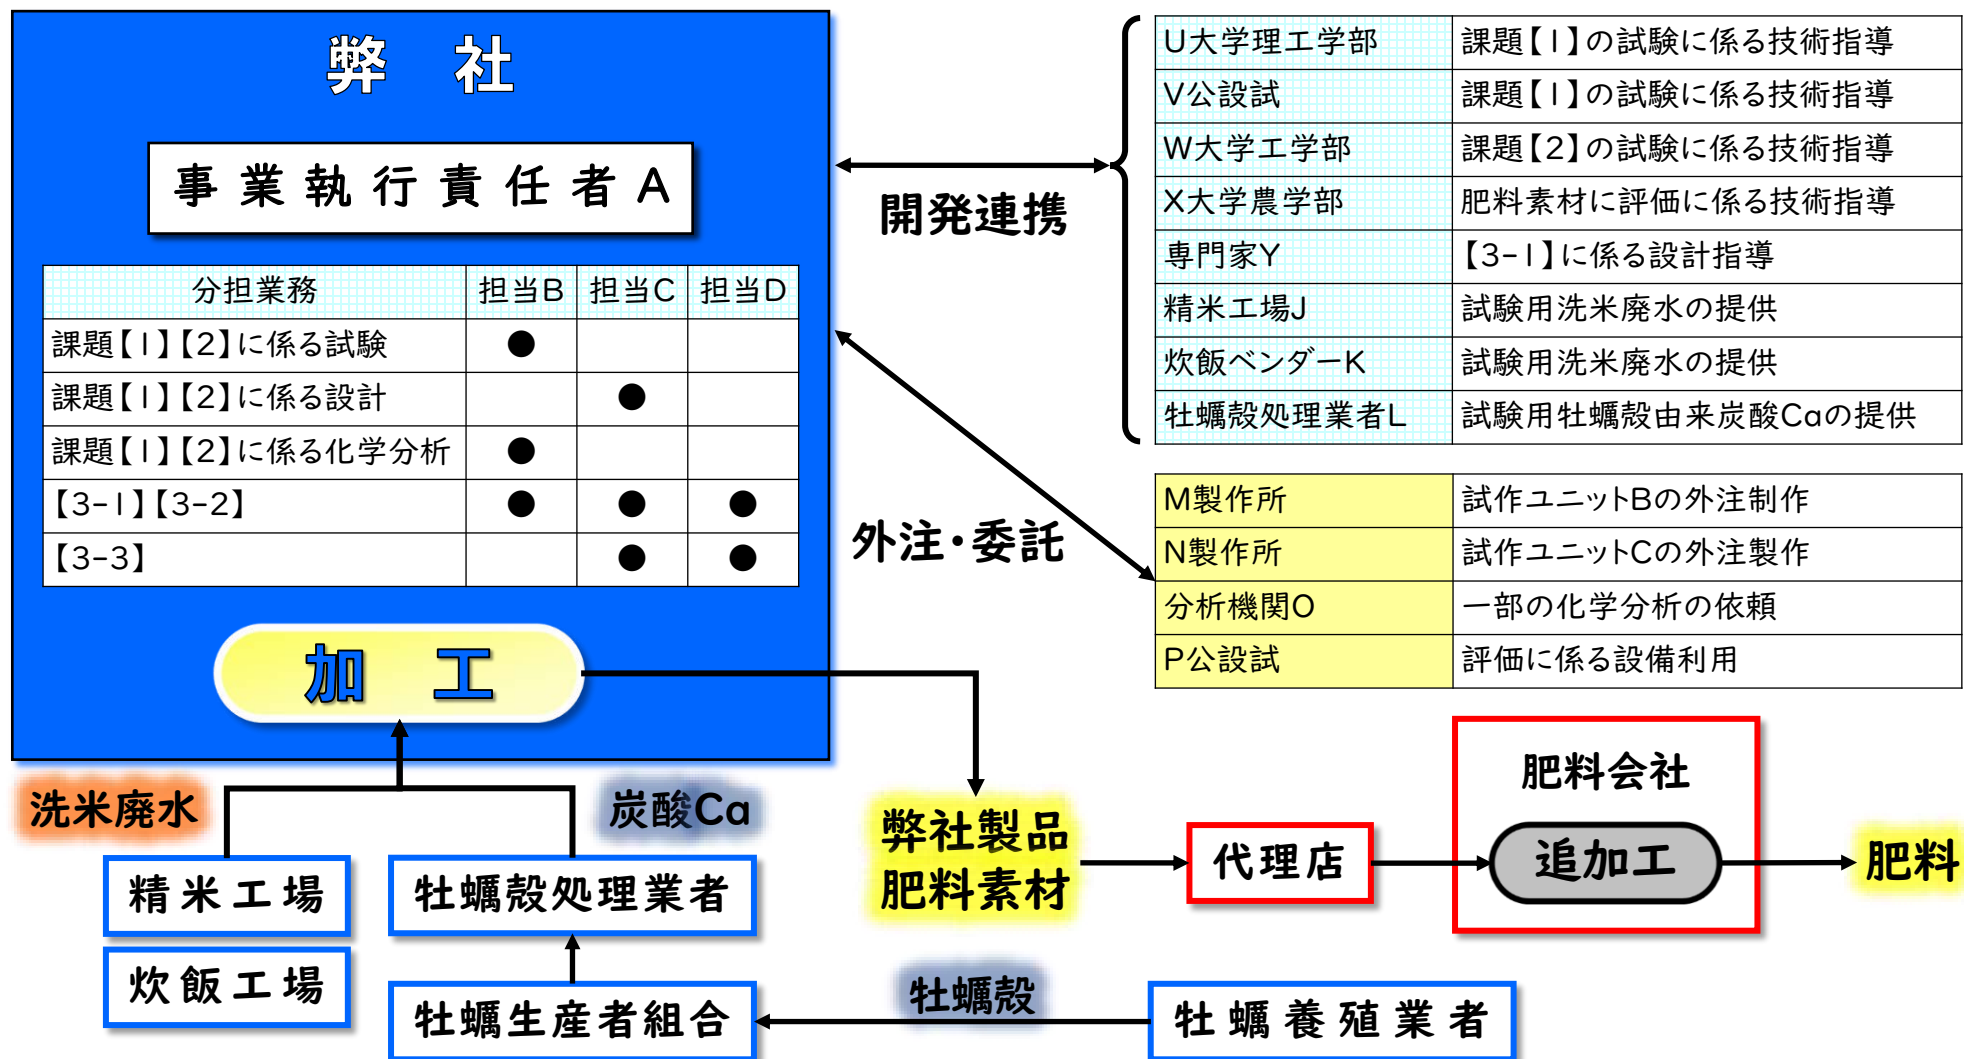 弊社
事業執行責任者A
分担業務 担当B 担当C 担当D
課題【1】【2】に係る試験 ●
課題【1】【2】に係る設計 ●
課題【1】【2】に係る化学分析 ●
【3-1】【3-2】 ● ● ●
【3-3】 ● ●
加工
開発連携
U大学理工学部 課題【1】の試験に係る技術指導
V公設試 課題【1】の試験に係る技術指導
W大学工学部 課題【2】の試験に係る技術指導
X大学農学部 肥料素材に評価に係る技術指導
専門家Y 【3-1】に係る設計指導
精米工場J 試験用洗米廃水の提供
炊飯ベンダーK 試験用洗米廃水の提供
牡蠣殻処理業者L 試験用牡蠣殻由来炭酸Caの提供
外注・委託
M製作所 試作ユニットBの外注制作
N製作所 試作ユニットCの外注製作
分析機関O 一部の化学分析の依頼
P公設試 評価に係る設備利用
洗米廃水
炭酸Ca
精米工場
炊飯工場
牡蠣殻処理業者
牡蠣生産者組合
牡蠣殻
牡蠣養殖業者
弊社製品
肥料素材
代理店
肥料会社
追加工
肥料